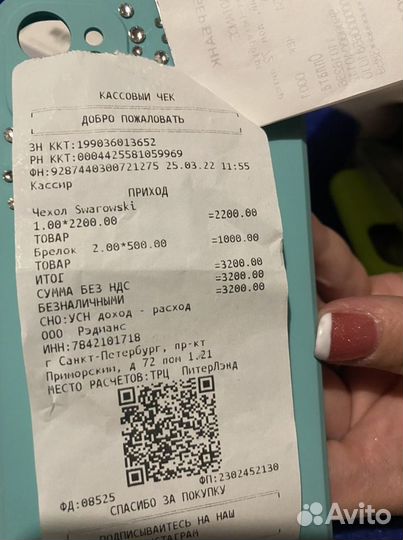 КАССОВЫЙ ЧЕК
ДОБРО ПОЖАЛОВАТЬ
ЗН ККТ:199036013652
РН ККТ:0004425581059969
ФН:9287440300721275 25.03.22 11:55
Кассир
ПРИХОД
Чехол Swarowski
1.00*2200.00 =2200.00
ТОВАР
Брелок 2.00*500.00 =1000.00
ТОВАР
ИТОГ =3200.00
СУММА БЕЗ НДС =3200.00
БЕЗНАЛИЧНЫМИ =3200.00
СНО:УСН доход - расход
ООО Рэдианс
ИНН:7842101718
г Санкт-Петербург, пр-кт
Приморский, д 72 пом 1.21
МЕСТО РАСЧЕТОВ:ТРЦ ПитерЛэнд
ФП:2302452130
ФД:08525
СПАСИБО ЗА ПОКУПКУ
ПОДПИСЫВАЙТЕСЬ НА НАШ
Avito